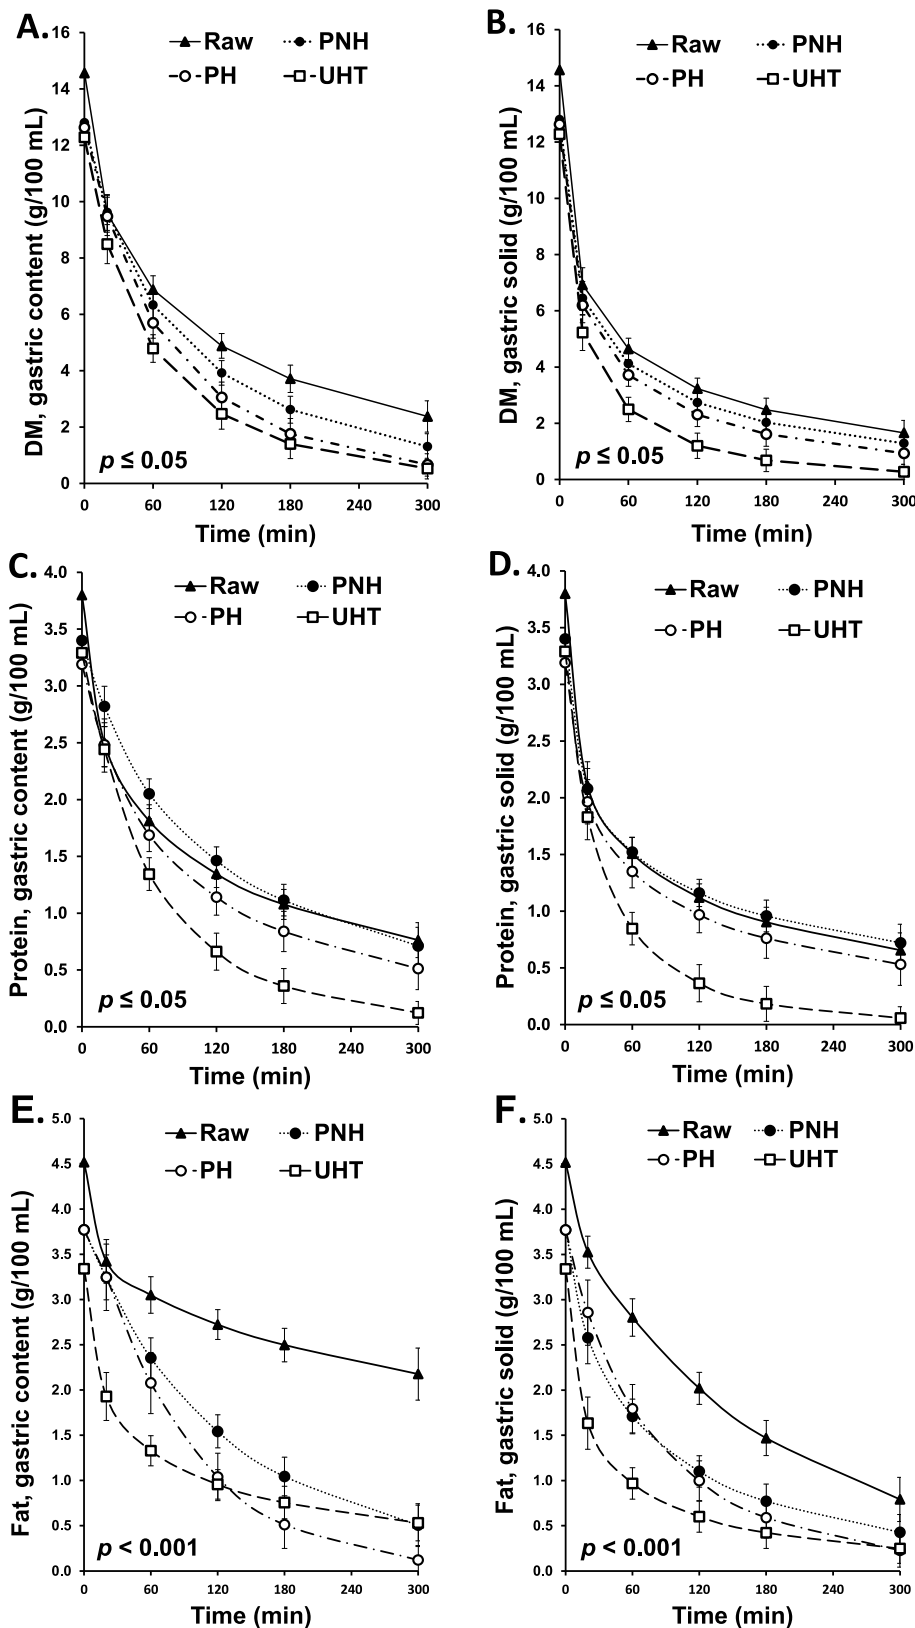 A.
Raw
PNH
PH
UHT
DM, gastric content (g/100 mL)
16
14
12
10
8
6
4
2
0
p ≤ 0.05
0 60 120 180 240 300
Time (min)
B.
Raw
PNH
PH
UHT
DM, gastric solid (g/100 mL)
16
14
12
10
8
6
4
2
0
p ≤ 0.05
0 60 120 180 240 300
Time (min)
C.
Raw
PNH
PH
UHT
Protein, gastric content (g/100 mL)
4.0
3.5
3.0
2.5
2.0
1.5
1.0
0.5
0.0
p ≤ 0.05
0 60 120 180 240 300
Time (min)
D.
Raw
PNH
PH
UHT
Protein, gastric solid (g/100 mL)
4.0
3.5
3.0
2.5
2.0
1.5
1.0
0.5
0.0
p ≤ 0.05
0 60 120 180 240 300
Time (min)
E.
Raw
PNH
PH
UHT
Fat, gastric content (g/100 mL)
5.0
4.5
4.0
3.5
3.0
2.5
2.0
1.5
1.0
0.5
0.0
p < 0.001
0 60 120 180 240 300
Time (min)
F.
Raw
PNH
PH
UHT
Fat, gastric solid (g/100 mL)
5.0
4.5
4.0
3.5
3.0
2.5
2.0
1.5
1.0
0.5
0.0
p < 0.001
0 60 120 180 240 300
Time (min)